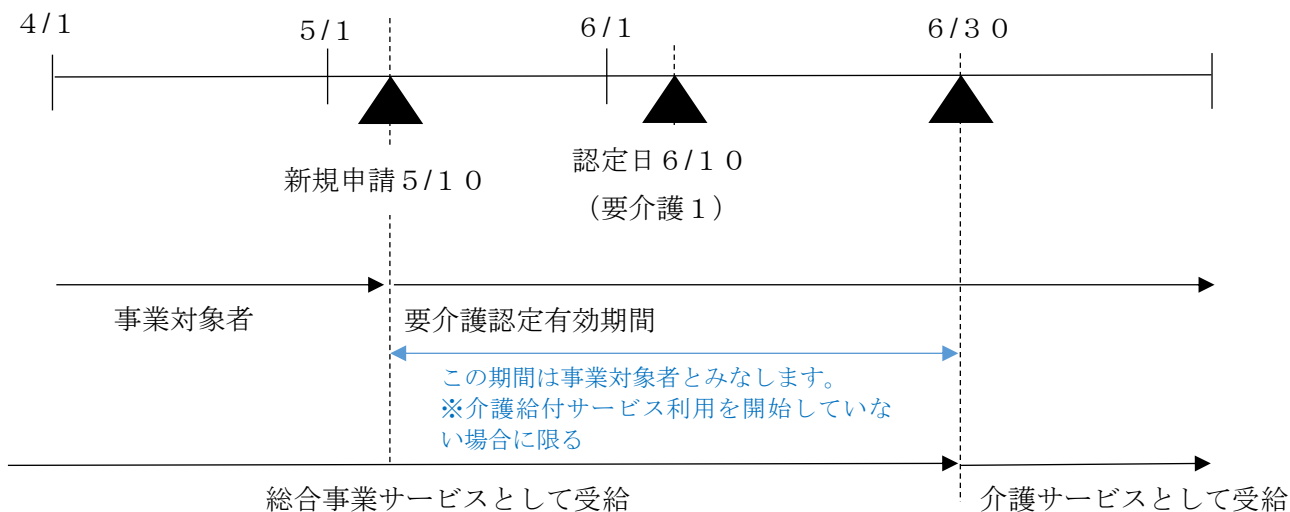 4/1
5/1
6/1
6/30
新規申請5/10
認定日6/10
（要介護１）
事業対象者
要介護認定有効期間
この期間は事業対象者とみなします。
※介護給付サービス利用を開始していな
い場合に限る
総合事業サービスとして受給
介護サービスとして受給